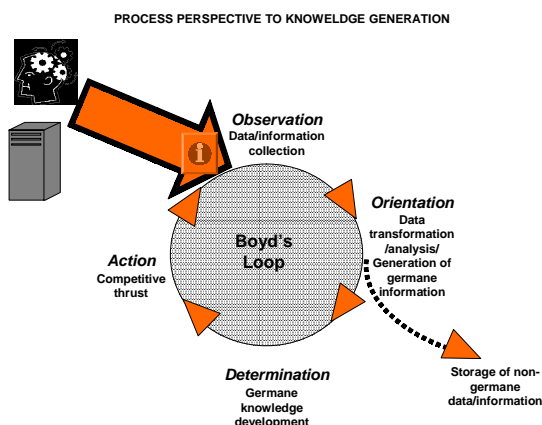 PROCESS PERSPECTIVE TO KNOWELDGE GENERATION
Observation
Data/information
collection
i
Orientation
Data
transformation
/analysis/
Generation of
germane
information
Boyd's
Loop
Action
Competitive
thrust
Determination
Germane
knowledge
development
Storage of non-
germane
data/information